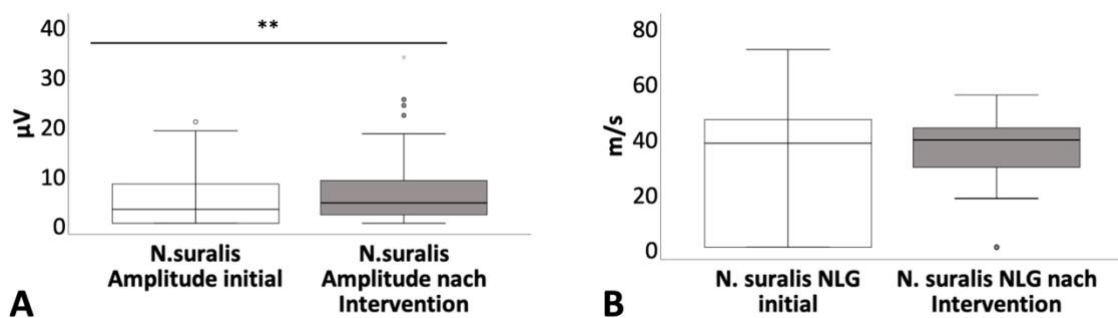 40
**
30
20
10
0
µV
N.suralis
Amplitude initial
N.suralis
Amplitude nach
Intervention
A
80
60
40
20
0
m/s
N. suralis NLG
initial
N. suralis NLG nach
Intervention
B